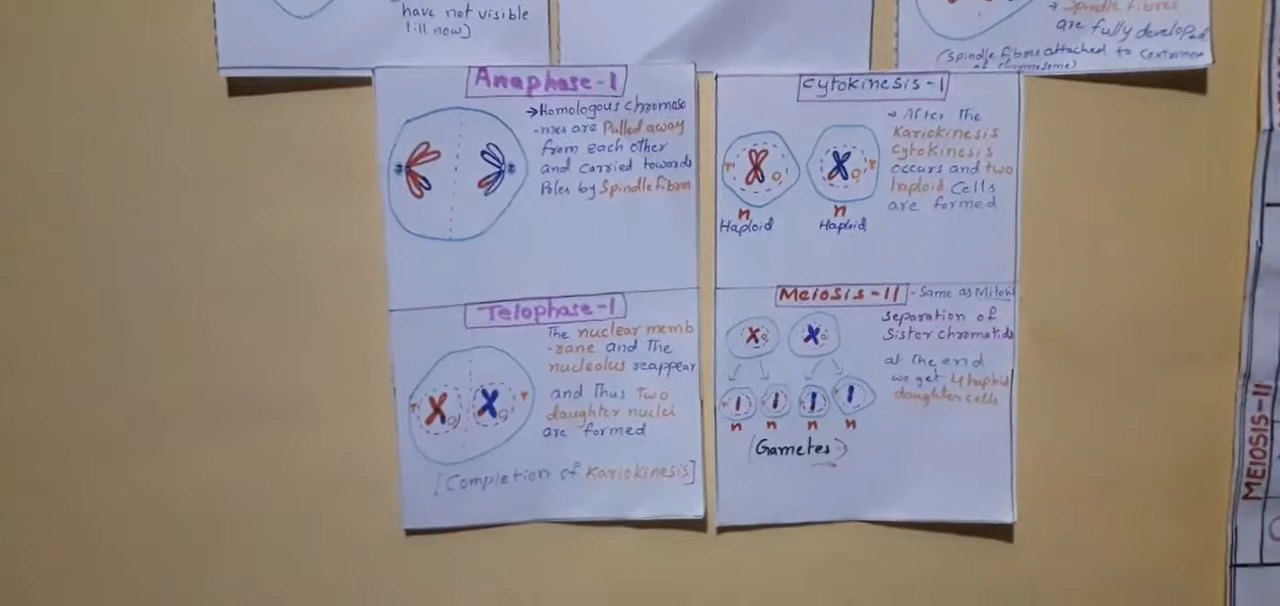 have not visible
till now]
→ Spindle fibres
are fully developed
(spindle fibres attached to centromere
of chromosome)
Anaphase-I
→Homologous chromoso
-mes are Pulled away
from each other
and carried towards
Poles by Spindle fibres
Telophase-I
The nuclear memb
-rane and The
nucleolus reappear
and Thus Two
daughter nuclei
are formed
[Completion of Kariokinesis]
Cytokinesis-I
→ After The
Kariokinesis
Cytokinesis
occurs and two
haploid Cells
are formed
n
n
Haploid
Haploid
Meiosis-II - Same as Mitosis
Separation of
Sister chromatids
at The end
we get 4 haploid
daughter cells
n n n n
(Gametes)
MEIOSIS-II